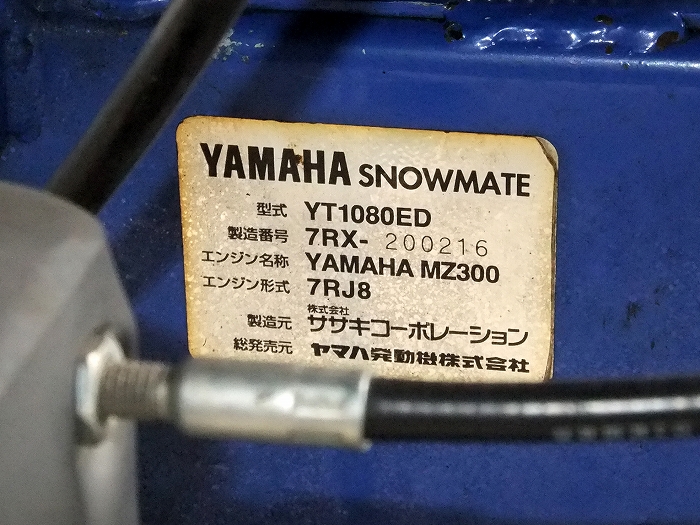 YAMAHA SNOWMATE
型式 YT1080ED
製造番号 7RX- 200216
エンジン名称 YAMAHA MZ300
エンジン形式 7RJ8
株式会社
製造元 ササキコーポレーション
総発売元 ヤマハ発動機株式会社